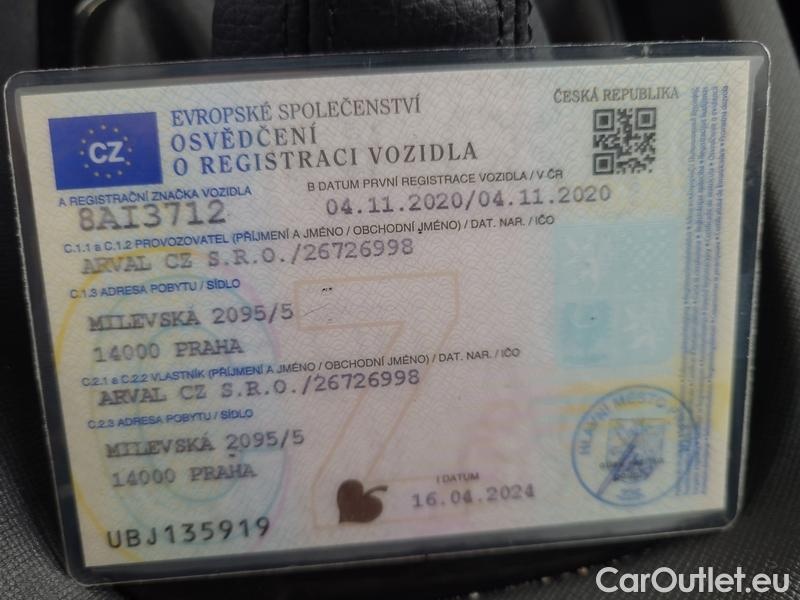 EVROPSKÉ SPOLEČENSTVÍ
ČESKÁ REPUBLIKA
CZ
OSVĚDČENÍ
O REGISTRACI VOZIDLA
A REGISTRAČNÍ ZNAČKA VOZIDLA
B DATUM PRVNÍ REGISTRACE VOZIDLA / V ČR
8AI3712
04.11.2020/04.11.2020
C.1.1 a C.1.2 PROVOZOVATEL (PŘÍJMENÍ A JMÉNO / OBCHODNÍ JMÉNO) / DAT. NAR. / IČO
ARVAL CZ S.R.O./26726998
C.1.3 ADRESA POBYTU / SÍDLO
MILEVSKÁ 2095/5
14000 PRAHA
C.2.1 a C.2.2 VLASTNÍK (PŘÍJMENÍ A JMÉNO / OBCHODNÍ JMÉNO) / DAT. NAR. / IČO
ARVAL CZ S.R.O./26726998
C.2.3 ADRESA POBYTU / SÍDLO
MILEVSKÁ 2095/5
14000 PRAHA
HLAVNÍ MĚSTO
I DATUM
16.04.2024
UBJ135919
CarOutlet.eu